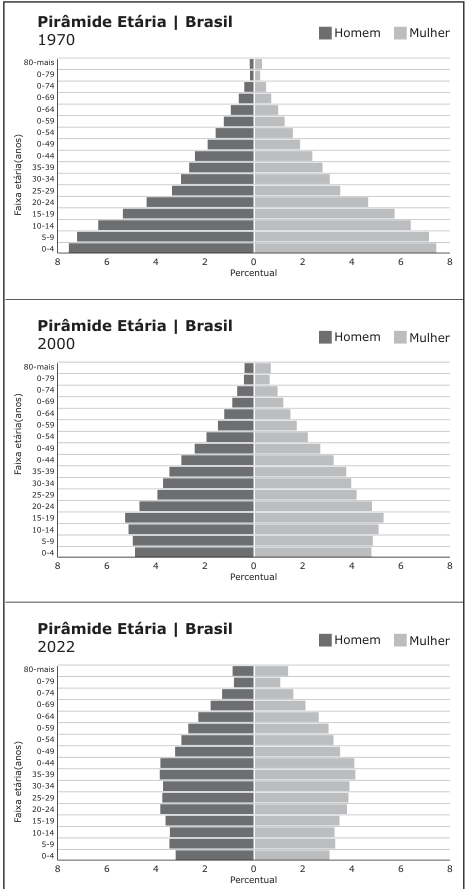 Pirâmide Etária | Brasil
1970
Homem Mulher
Faixa etária(anos)
80-mais
0-79
0-74
0-69
0-64
0-59
0-54
0-49
0-44
35-39
30-34
25-29
20-24
15-19
10-14
5-9
0-4
8 6 4 2 0 2 4 6 8
Percentual
Pirâmide Etária | Brasil
2000
Homem Mulher
Faixa etária(anos)
80-mais
0-79
0-74
0-69
0-64
0-59
0-54
0-49
0-44
35-39
30-34
25-29
20-24
15-19
10-14
5-9
0-4
8 6 4 2 0 2 4 6 8
Percentual
Pirâmide Etária | Brasil
2022
Homem Mulher
Faixa etária(anos)
80-mais
0-79
0-74
0-69
0-64
0-59
0-54
0-49
0-44
35-39
30-34
25-29
20-24
15-19
10-14
5-9
0-4
8 6 4 2 0 2 4 6 8
Percentual